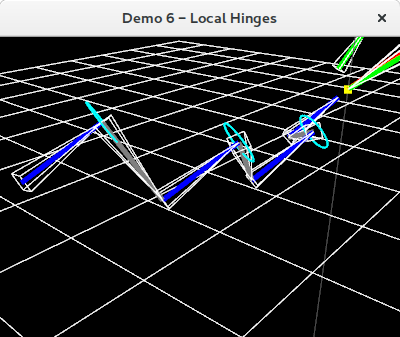 Demo 6 – Local Hinges